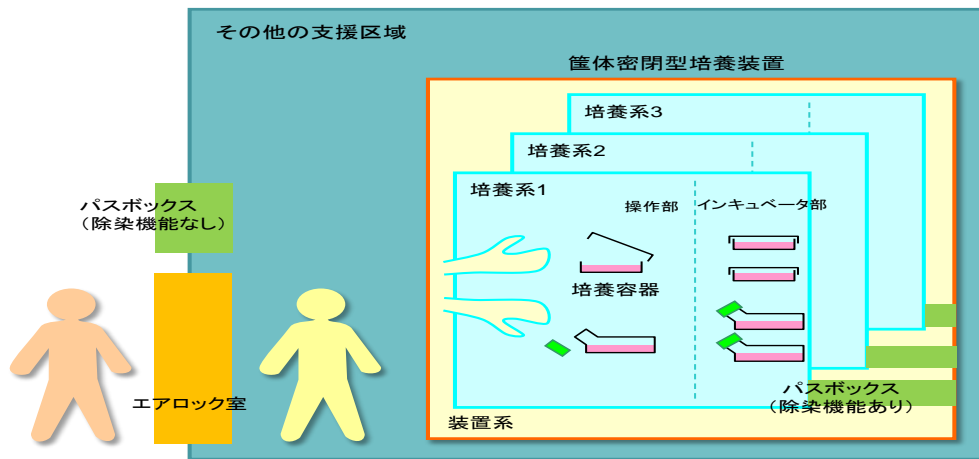 その他の支援区域
筐体密閉型培養装置
培養系3
培養系2
培養系1
操作部
インキュベータ部
パスボックス
（除染機能なし）
培養容器
エアロック室
パスボックス
（除染機能あり）
装置系